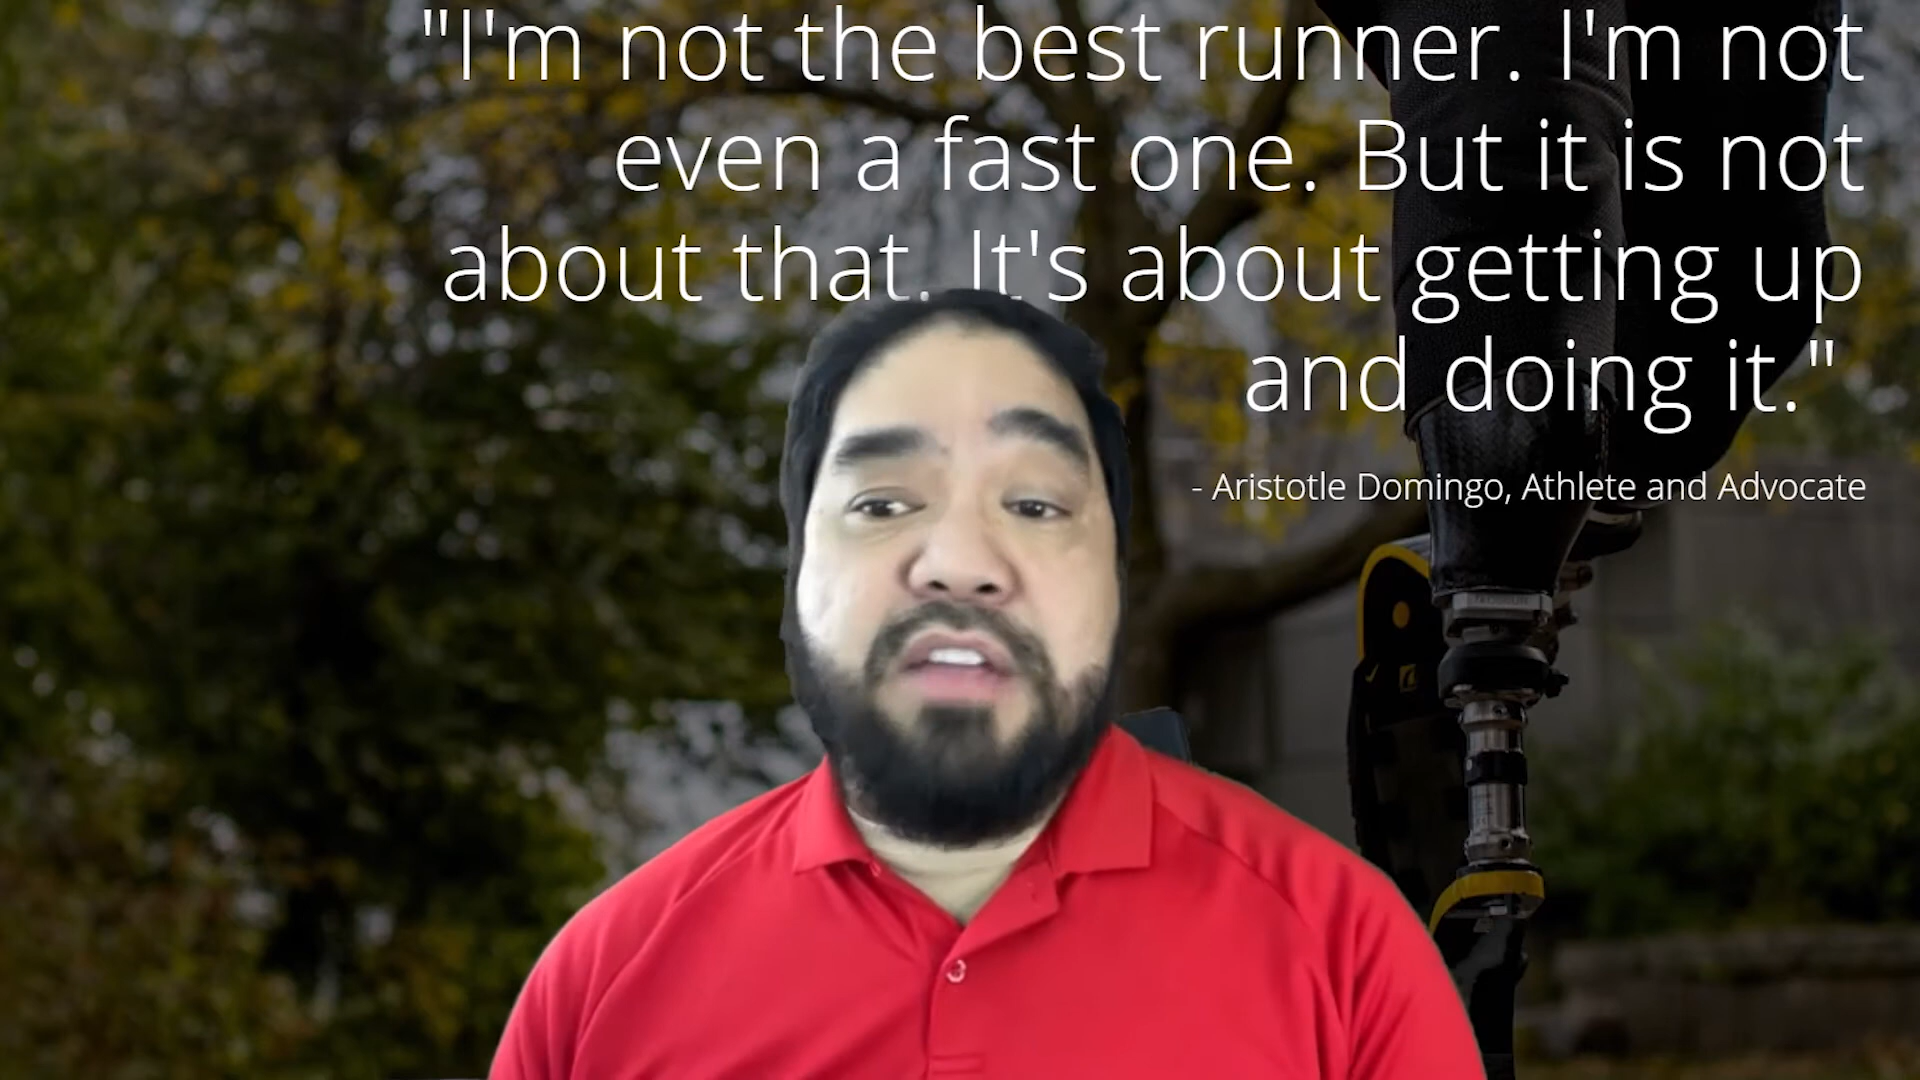 "I'm not the best runner. I'm not
even a fast one. But it is not
about that. It's about getting up
and doing it."
- Aristotle Domingo, Athlete and Advocate